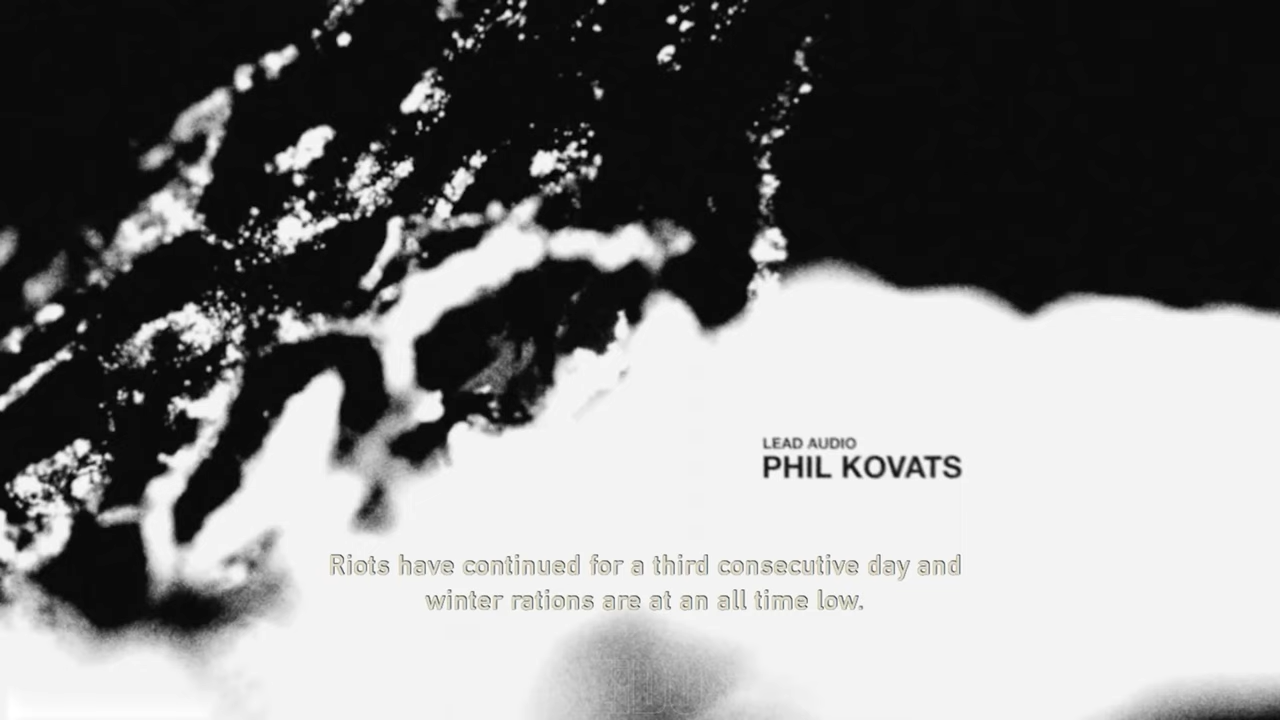 LEAD AUDIO
PHIL KOVATS
Riots have continued for a third consecutive day and
winter rations are at an all time low.